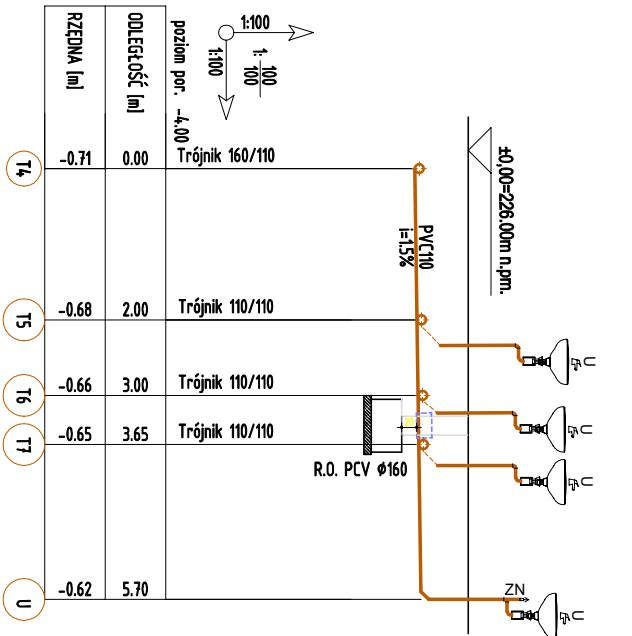 1:100
1: 100/100
1:100
poziom por. -4.00
ODLEGŁOŚĆ [m]
RZĘDNA [m]
±0,00=226.00m n.pm.
PVC110
i=1.5%
T4
-0.71
0.00
Trójnik 160/110
T5
-0.68
2.00
Trójnik 110/110
T6
-0.66
3.00
Trójnik 110/110
T7
-0.65
3.65
Trójnik 110/110
R.O. PCV ϕ160
U
-0.62
5.70
U
U
U
ZN
U